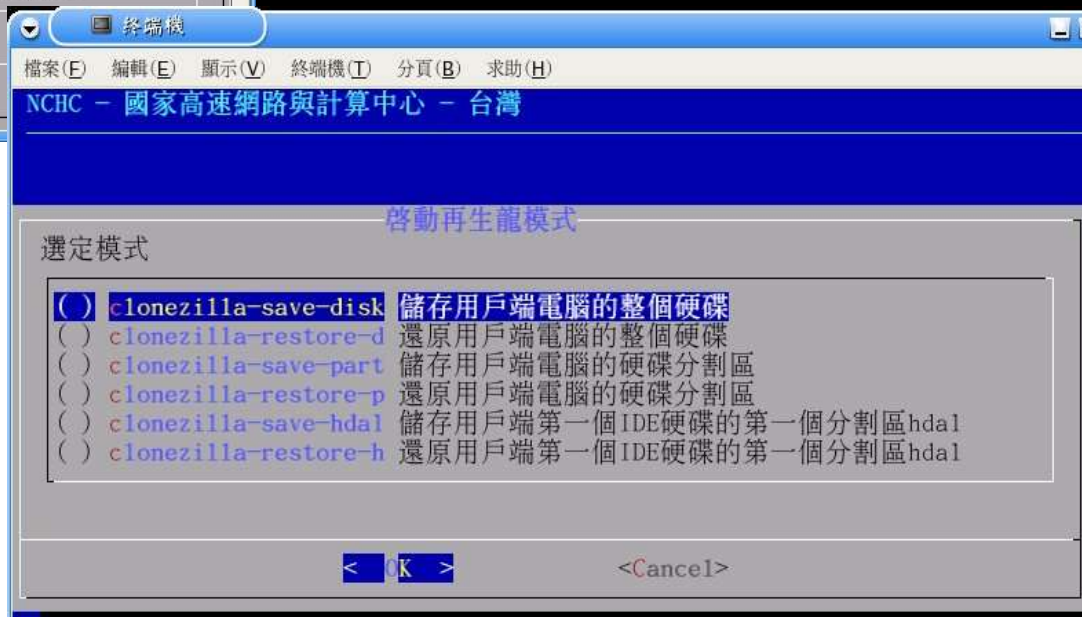 終端機
檔案(F) 編輯(E) 顯示(V) 終端機(T) 分頁(B) 求助(H)
NCHC - 國家高速網路與計算中心 - 台灣
啓動再生龍模式
選定模式
( ) clonezilla-save-disk 儲存用戶端電腦的整個硬碟
( ) clonezilla-restore-d 還原用戶端電腦的整個硬碟
( ) clonezilla-save-part 儲存用戶端電腦的硬碟分割區
( ) clonezilla-restore-p 還原用戶端電腦的硬碟分割區
( ) clonezilla-save-hda1 儲存用戶端第一個IDE硬碟的第一個分割區hda1
( ) clonezilla-restore-h 還原用戶端第一個IDE硬碟的第一個分割區hda1
< OK > <Cancel>